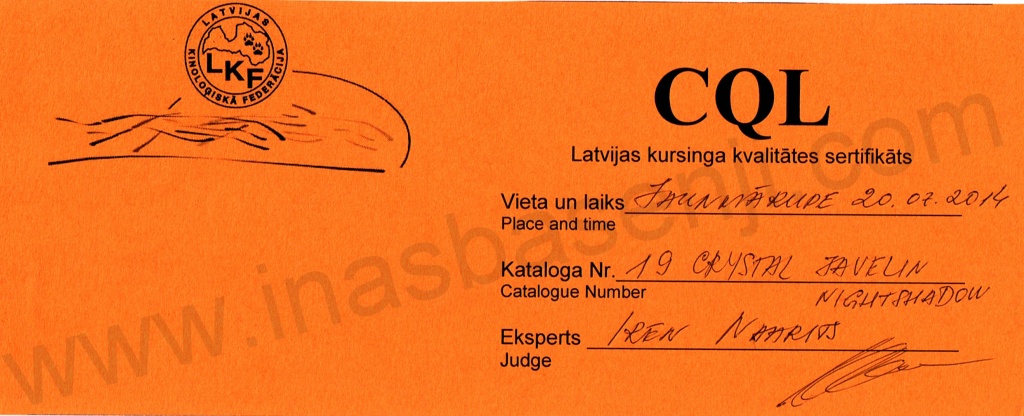 LATVIJAS
LKF
KINOLOĢISKĀ FEDERĀCIJA
CQL
Latvijas kursinga kvalitātes sertifikāts
Vieta un laiks JAUNMĀRUPE 20.07.2014
Place and time
Kataloga Nr. 19 CRYSTAL JAVELIN
Catalogue Number NIGHTSHADOW
Eksperts IREN NAARITS
Judge
www.inasbasenji.com